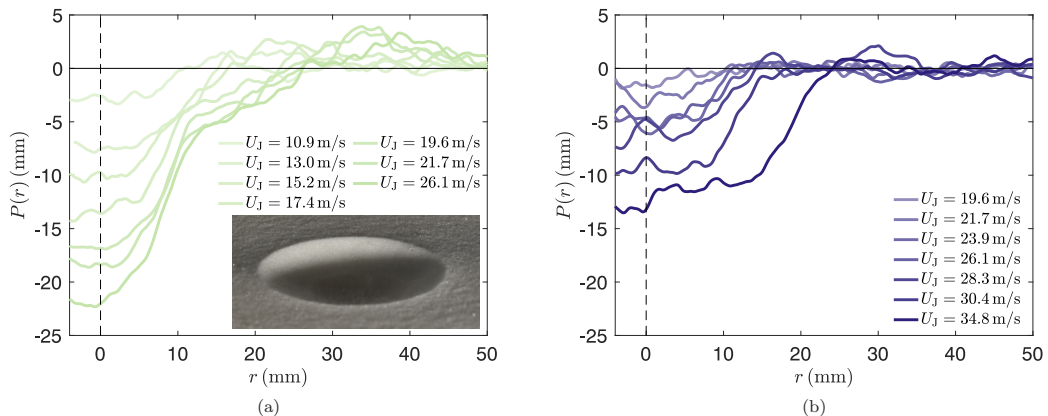 5
0
-5
-10
-15
-20
-25
P(r) (mm)
0 10 20 30 40 50
r (mm)
U_J = 10.9 m/s U_J = 19.6 m/s
U_J = 13.0 m/s U_J = 21.7 m/s
U_J = 15.2 m/s U_J = 26.1 m/s
U_J = 17.4 m/s
(a)
5
0
-5
-10
-15
-20
-25
P(r) (mm)
0 10 20 30 40 50
r (mm)
U_J = 19.6 m/s
U_J = 21.7 m/s
U_J = 23.9 m/s
U_J = 26.1 m/s
U_J = 28.3 m/s
U_J = 30.4 m/s
U_J = 34.8 m/s
(b)